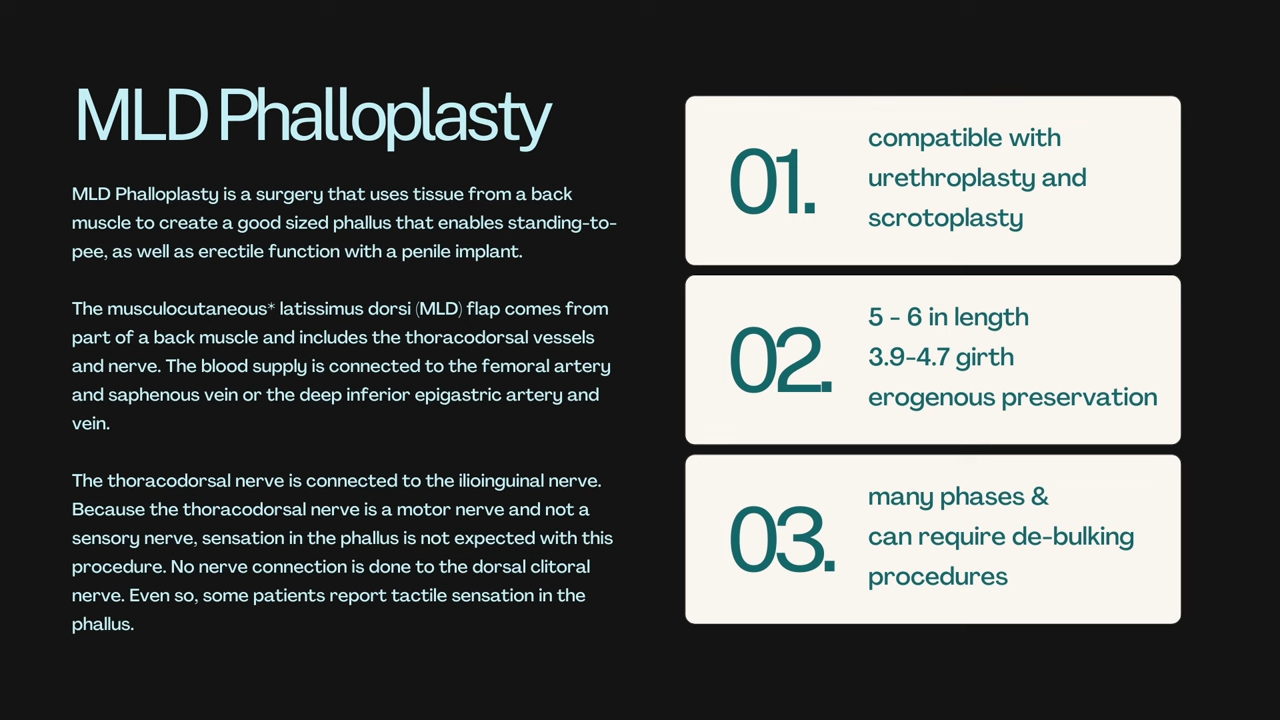 MLD Phalloplasty
MLD Phalloplasty is a surgery that uses tissue from a back
muscle to create a good sized phallus that enables standing-to-
pee, as well as erectile function with a penile implant.
The musculocutaneous* latissimus dorsi (MLD) flap comes from
part of a back muscle and includes the thoracodorsal vessels
and nerve. The blood supply is connected to the femoral artery
and saphenous vein or the deep inferior epigastric artery and
vein.
The thoracodorsal nerve is connected to the ilioinguinal nerve.
Because the thoracodorsal nerve is a motor nerve and not a
sensory nerve, sensation in the phallus is not expected with this
procedure. No nerve connection is done to the dorsal clitoral
nerve. Even so, some patients report tactile sensation in the
phallus.
01.
compatible with
urethroplasty and
scrotoplasty
02.
5 - 6 in length
3.9-4.7 girth
erogenous preservation
03.
many phases &
can require de-bulking
procedures